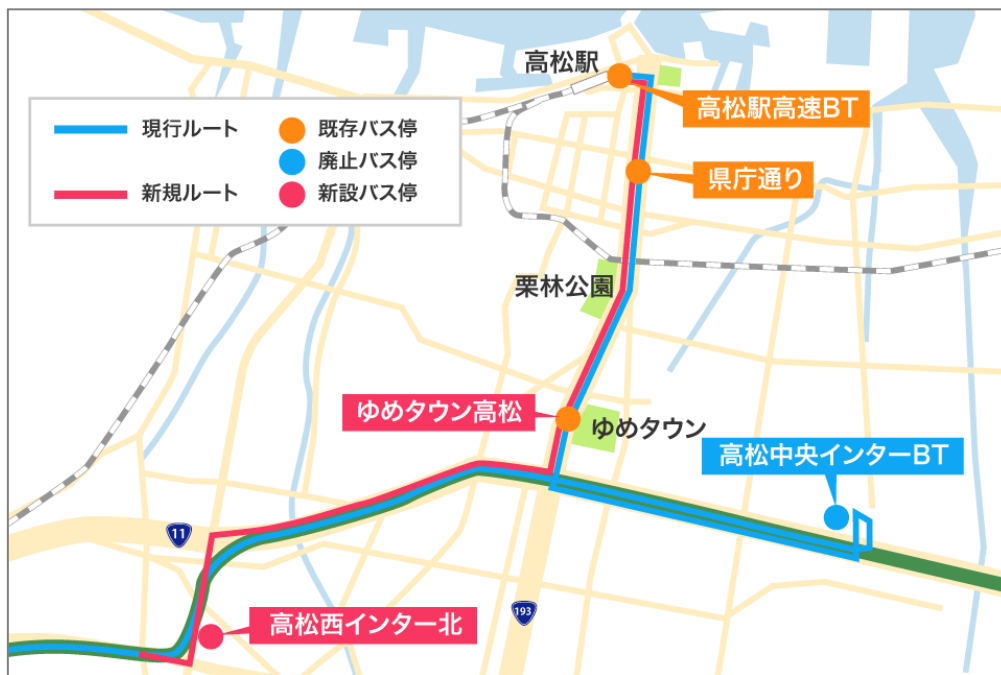 高松駅
高松駅高速BT
現行ルート
既存バス停
廃止バス停
新規ルート
新設バス停
県庁通り
栗林公園
ゆめタウン高松
ゆめタウン
高松中央インターBT
11
193
高松西インター北